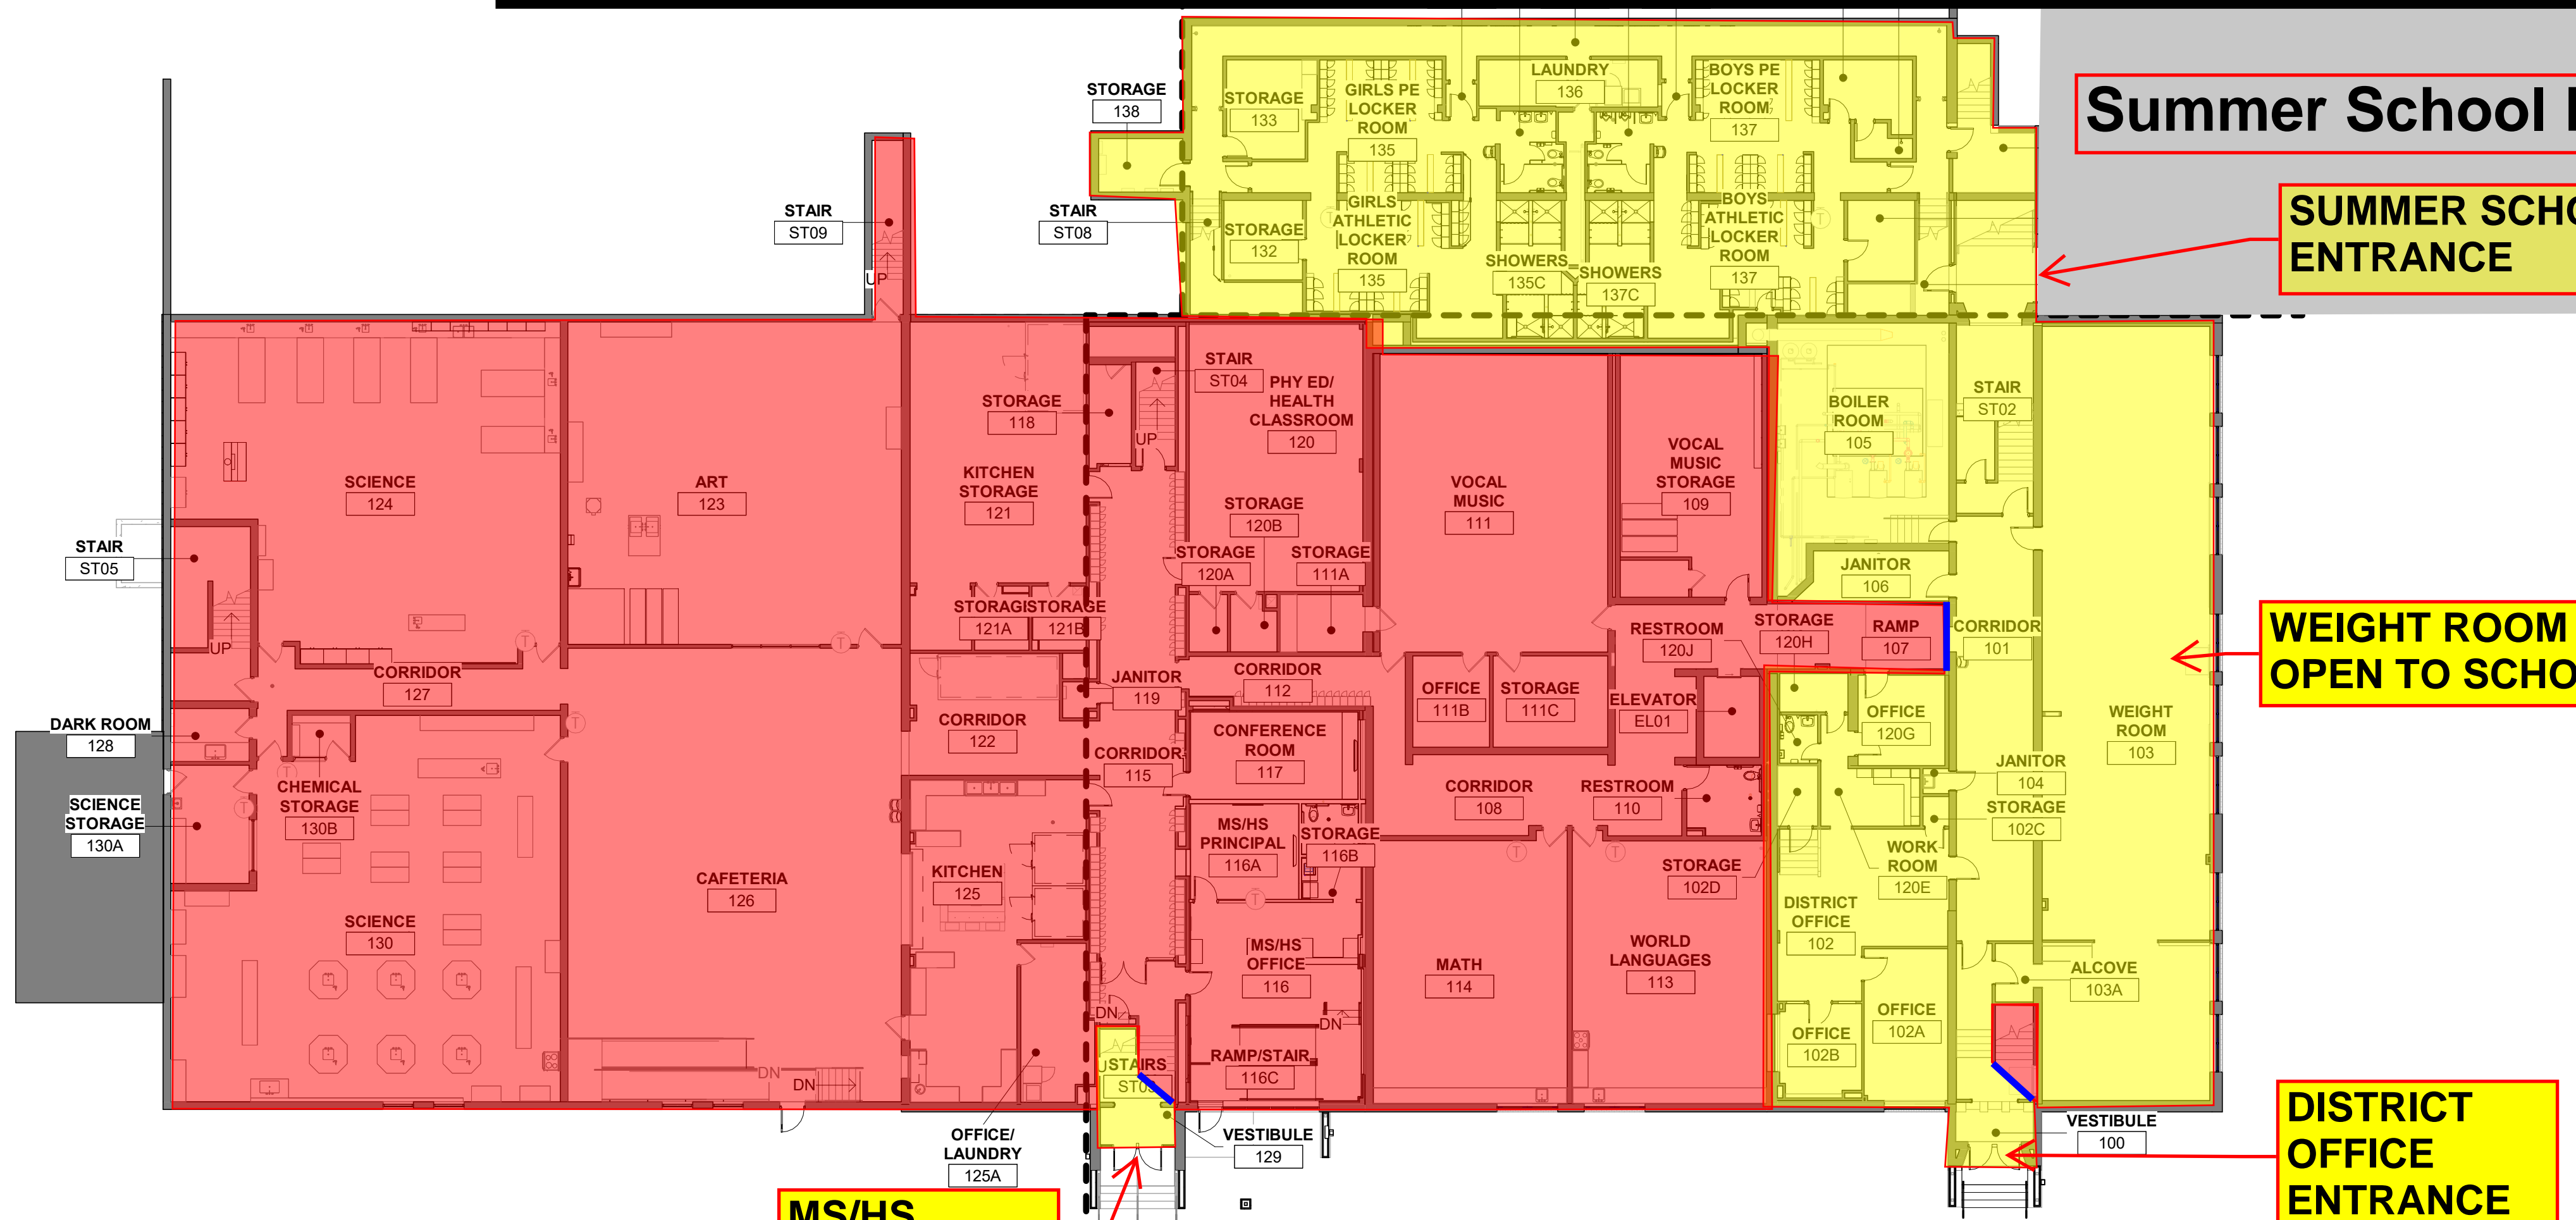 Summer School
SUMMER
ENTRANCE
WEIGHT ROOM
OPEN TO
DISTRICT
OFFICE
ENTRANCE
MS/HS
STORAGE
138
STAIR
ST09
STAIR
ST08
STORAGE
133
STORAGE
132
GIRLS PE
LOCKER
ROOM
135
GIRLS
ATHLETIC
LOCKER
ROOM
135
LAUNDRY
136
BOYS PE
LOCKER
ROOM
137
BOYS
ATHLETIC
LOCKER
ROOM
137
SHOWERS
135C
SHOWERS
137C
UP
STAIR
ST04
UP
STORAGE
118
PHY ED/
HEALTH
CLASSROOM
120
STORAGE
120B
STORAGE
120A
STORAGE
111A
KITCHEN
STORAGE
121
STORAGE
121A
STORAGE
121B
SCIENCE
124
ART
123
STAIR
ST05
UP
CORRIDOR
127
DARK ROOM
128
SCIENCE
STORAGE
130A
CHEMICAL
STORAGE
130B
SCIENCE
130
CAFETERIA
126
DN
DN
CORRIDOR
122
JANITOR
119
KITCHEN
125
OFFICE/
LAUNDRY
125A
CORRIDOR
115
CORRIDOR
112
CONFERENCE
ROOM
117
MS/HS
PRINCIPAL
116A
STORAGE
116B
MS/HS
OFFICE
116
DN
RAMP/STAIR
116C
DN
STAIRS
VESTIBULE
129
VOCAL
MUSIC
111
VOCAL
MUSIC
STORAGE
109
OFFICE
111B
STORAGE
111C
ELEVATOR
EL01
CORRIDOR
108
RESTROOM
110
MATH
114
WORLD
LANGUAGES
113
STORAGE
102D
RESTROOM
120J
STORAGE
120H
RAMP
107
BOILER
ROOM
105
JANITOR
106
STAIR
ST02
CORRIDOR
101
OFFICE
120G
JANITOR
104
STORAGE
102C
WORK
ROOM
120E
DISTRICT
OFFICE
102
OFFICE
102B
OFFICE
102A
WEIGHT
ROOM
103
ALCOVE
103A
VESTIBULE
100
T
T
T
T
T
T
T
T
T
T